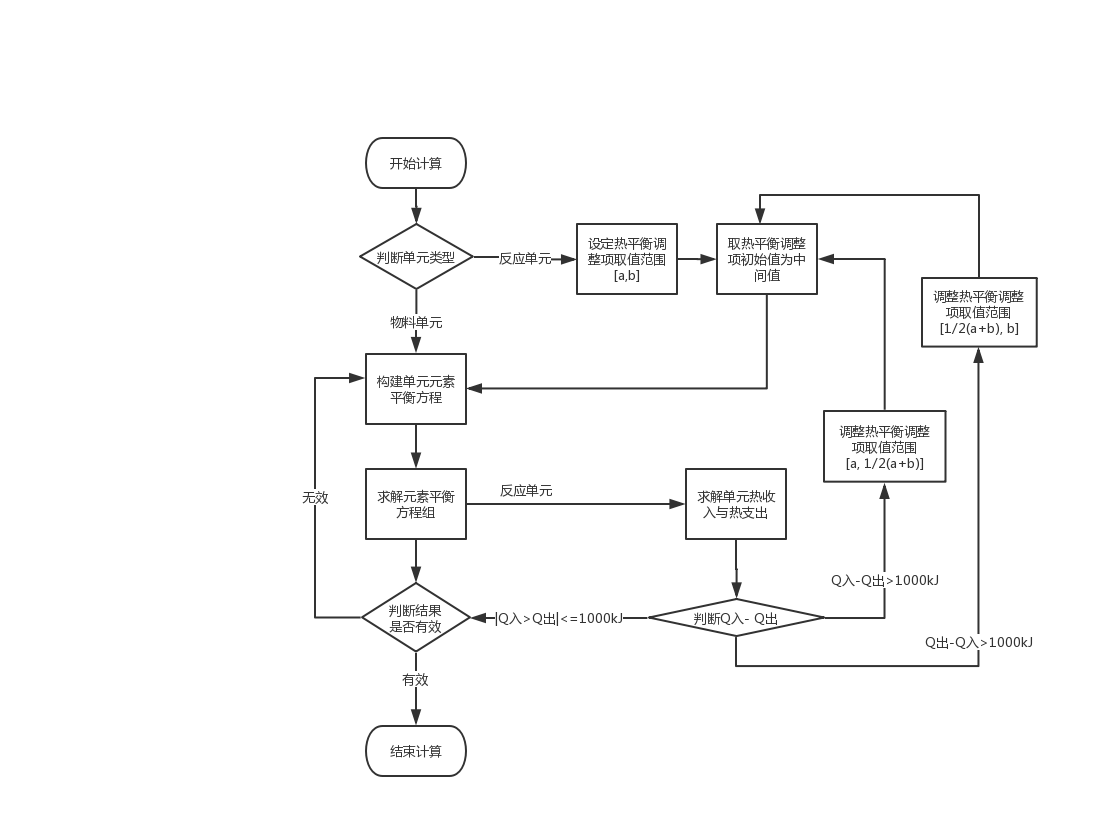 开始计算
判断单元类型
反应单元
设定热平衡调
整项取值范围
[a,b]
取热平衡调整
项初始值为中
间值
调整热平衡调整
项取值范围
[1/2(a+b), b]
物料单元
构建单元元素
平衡方程
调整热平衡调整
项取值范围
[a, 1/2(a+b)]
无效
求解元素平衡
方程组
反应单元
求解单元热收
入与热支出
Q入-Q出>1000kJ
判断结果
是否有效
|Q入>Q出|<=1000kJ
判断Q入- Q出
Q出-Q入>1000kJ
有效
结束计算